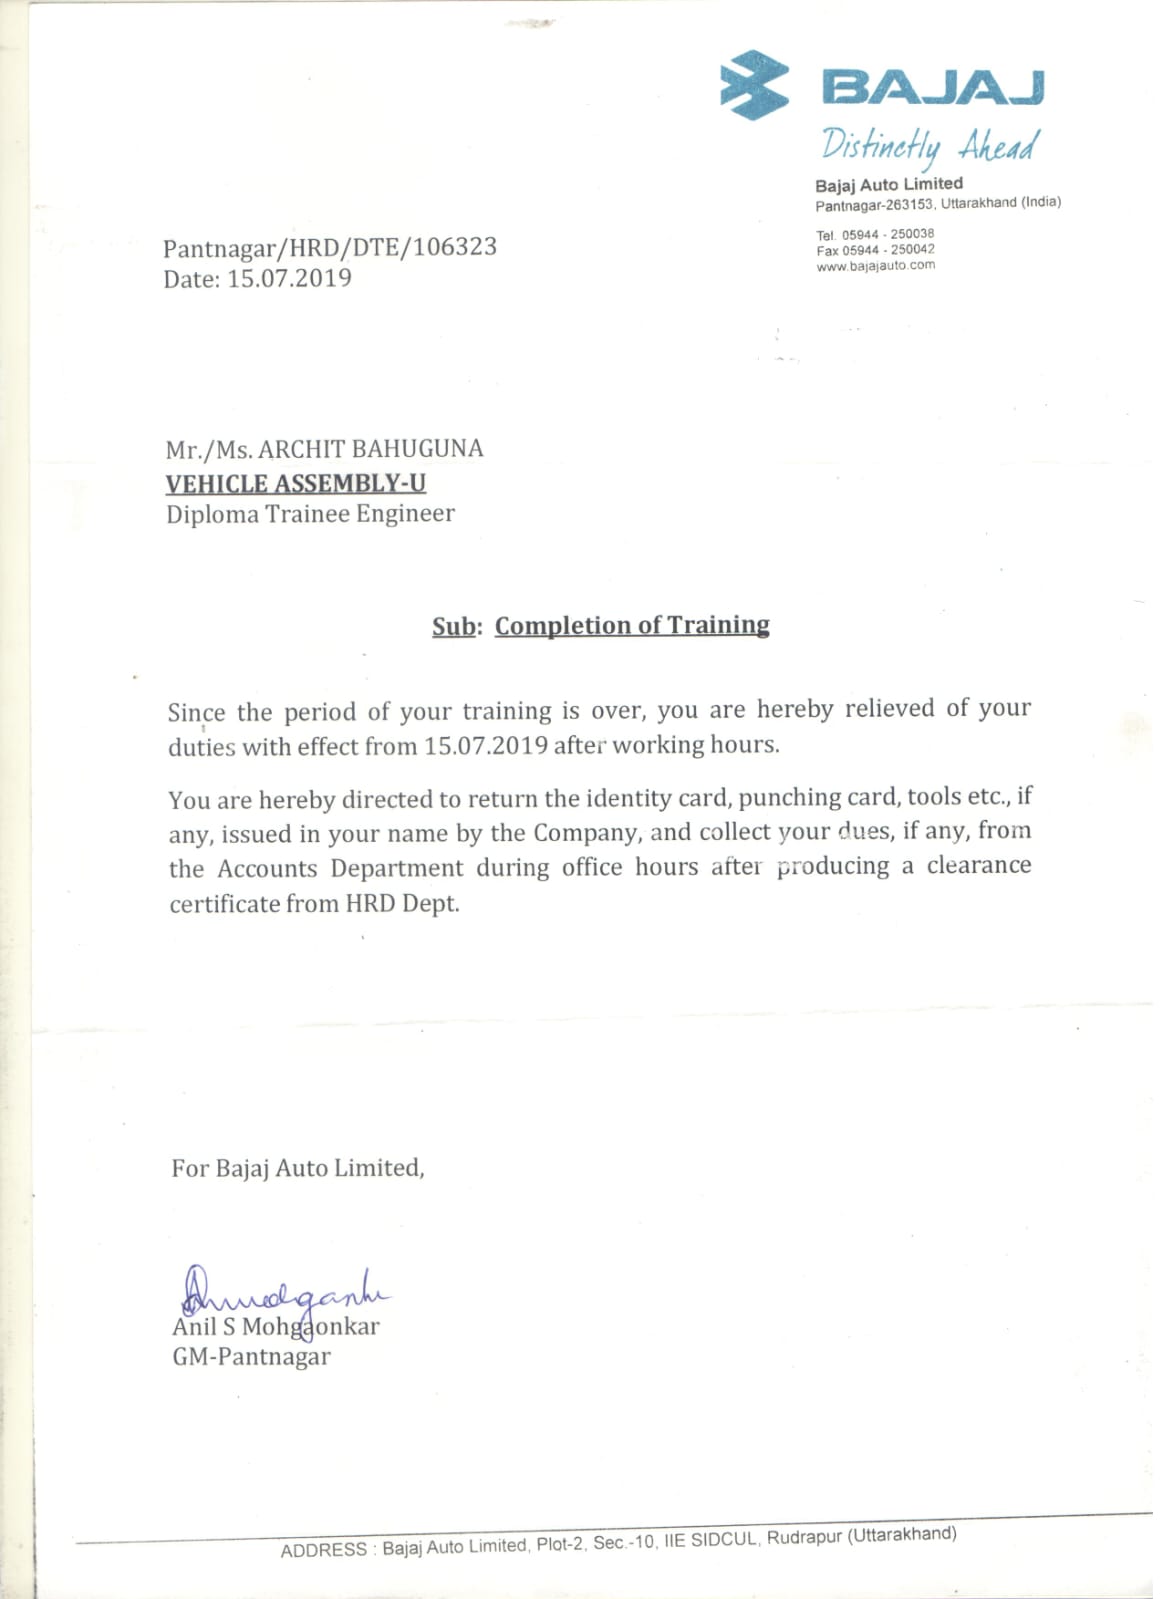 BAJAJ
Distinctly Ahead
Bajaj Auto Limited
Pantnagar-263153, Uttarakhand (India)
Tel. 05944 - 250038
Fax 05944 - 250042
www.bajajauto.com
Pantnagar/HRD/DTE/106323
Date: 15.07.2019
Mr./Ms. ARCHIT BAHUGUNA
VEHICLE ASSEMBLY-U
Diploma Trainee Engineer
Sub: Completion of Training
Since the period of your training is over, you are hereby relieved of your
duties with effect from 15.07.2019 after working hours.
You are hereby directed to return the identity card, punching card, tools etc., if
any, issued in your name by the Company, and collect your dues, if any, from
the Accounts Department during office hours after producing a clearance
certificate from HRD Dept.
For Bajaj Auto Limited,
Anil S Mohgaonkar
GM-Pantnagar
ADDRESS : Bajaj Auto Limited, Plot-2, Sec.-10, IIE SIDCUL, Rudrapur (Uttarakhand)